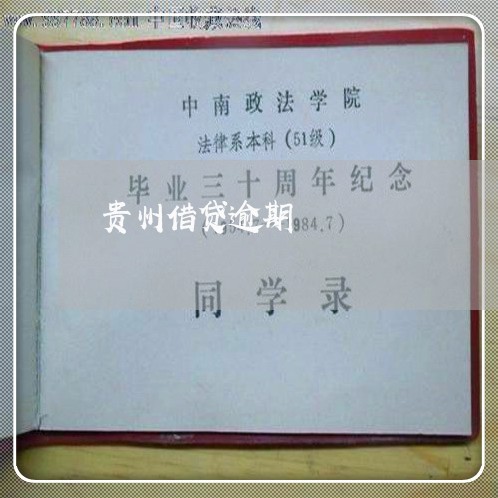 中南政法学院
法律系本科(51级)
毕业三十周年纪念
贵州借贷逾期
984.7)
同学录